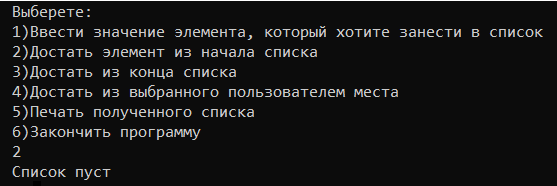 Выберете:
1)Ввести значение элемента, который хотите занести в список
2)Достать элемент из начала списка
3)Достать из конца списка
4)Достать из выбранного пользователем места
5)Печать полученного списка
6)Закончить программу
2
Список пуст